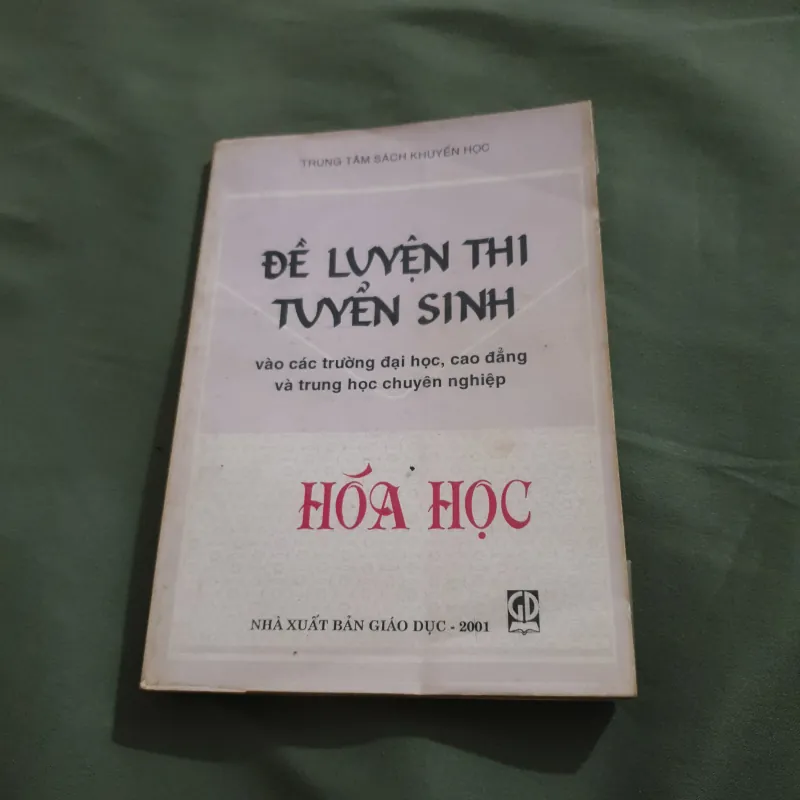 TRUNG TÂM SÁCH KHUYẾN HỌC
ĐỀ LUYỆN THI
TUYỂN SINH
vào các trường đại học, cao đẳng
và trung học chuyên nghiệp
HÓA HỌC
NHÀ XUẤT BẢN GIÁO DỤC - 2001
GD